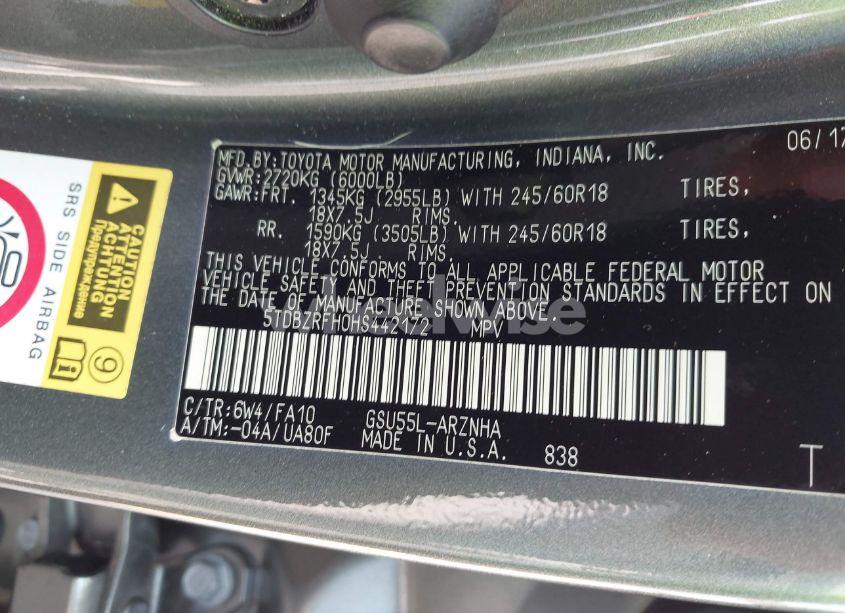 MFD.BY:TOYOTA MOTOR MANUFACTURING, INDIANA, INC. 06/17
GVWR:2720KG (6000LB)
GAWR:FRT. 1345KG (2955LB) WITH 245/60R18 TIRES,
18X7.5J RIMS.
RR. 1590KG (3505LB) WITH 245/60R18 TIRES,
18X7.5J RIMS.
THIS VEHICLE CONFORMS TO ALL APPLICABLE FEDERAL MOTOR
VEHICLE SAFETY AND THEFT PREVENTION STANDARDS IN EFFECT ON
THE DATE OF MANUFACTURE SHOWN ABOVE.
5TDBZRFH0HS442472 MPV
C/TR:6W4/FA10 GSU55L-ARZNHA
A/TM:-04A/UA80F MADE IN U.S.A. 838
T
SRS SIDE AIRBAG
CAUTION
ATTENTION
ACHTUNG
Предупреждение
9